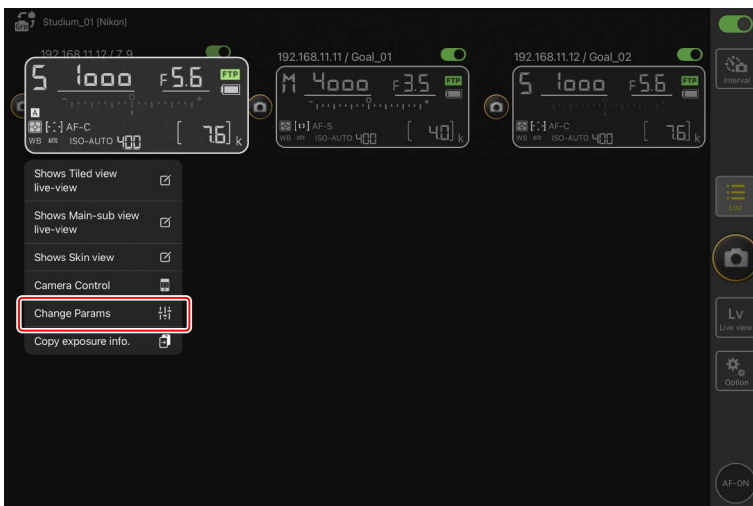 Studium_01 [Nikon]
192.168.11.12 / Z 9
192.168.11.11 / Goal_01
192.168.11.12 / Goal_02
S 1000 F5.6 FTP
A
AF-C
WB AUTO ISO-AUTO 400 [ 7.6] k
M 4000 F3.5 FTP
AF-S
WB AUTO ISO-AUTO 400 [ 4.0] k
S 1000 F5.6 FTP
AF-C
WB AUTO ISO-AUTO 400 [ 7.6] k
Shows Tiled view
live-view
Shows Main-sub view
live-view
Shows Skin view
Camera Control
Change Params
Copy exposure info.
Interval
List
Lv
Live view
Option
AF-ON